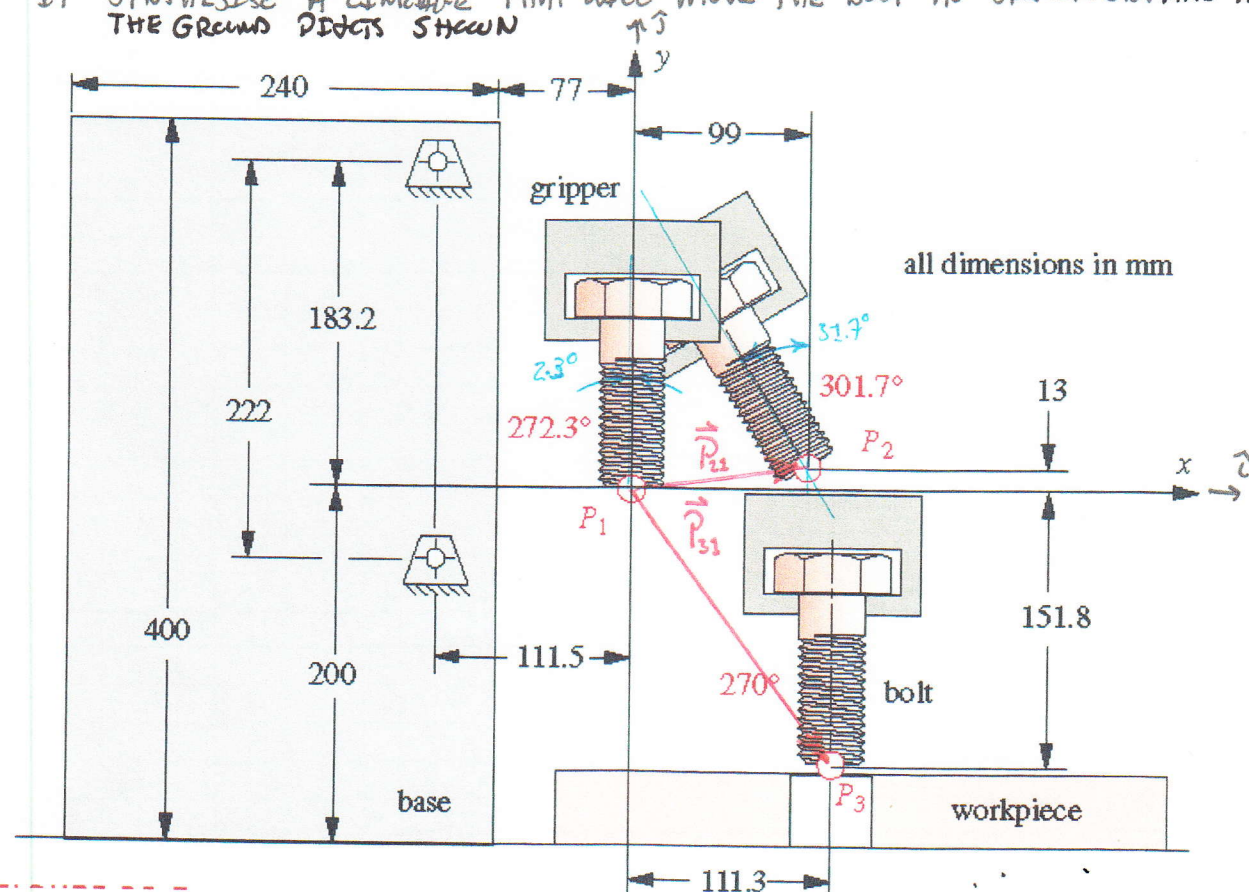 THE GROUND PIVOTS SHOWN
ĵ
y
240
77
99
gripper
all dimensions in mm
183.2
31.7°
2.3°
301.7°
13
222
272.3°
P2
P⃗21
x
î
P1
P⃗31
400
151.8
111.5
200
270°
bolt
base
P3
workpiece
111.3